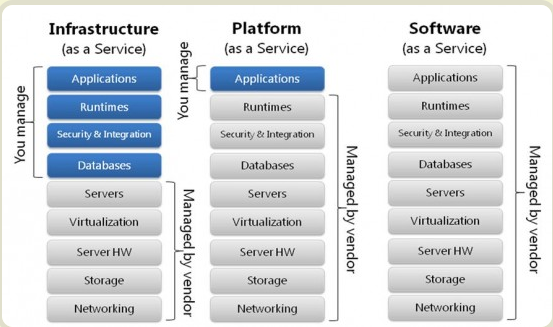 Infrastructure
(as a Service)
You manage
Applications
Runtimes
Security & Integration
Databases
Servers
Virtualization
Server HW
Storage
Networking
Managed by vendor
Platform
(as a Service)
You manage
Applications
Runtimes
Security & Integration
Databases
Servers
Virtualization
Server HW
Storage
Networking
Managed by vendor
Software
(as a Service)
Applications
Runtimes
Security & Integration
Databases
Servers
Virtualization
Server HW
Storage
Networking
Managed by vendor